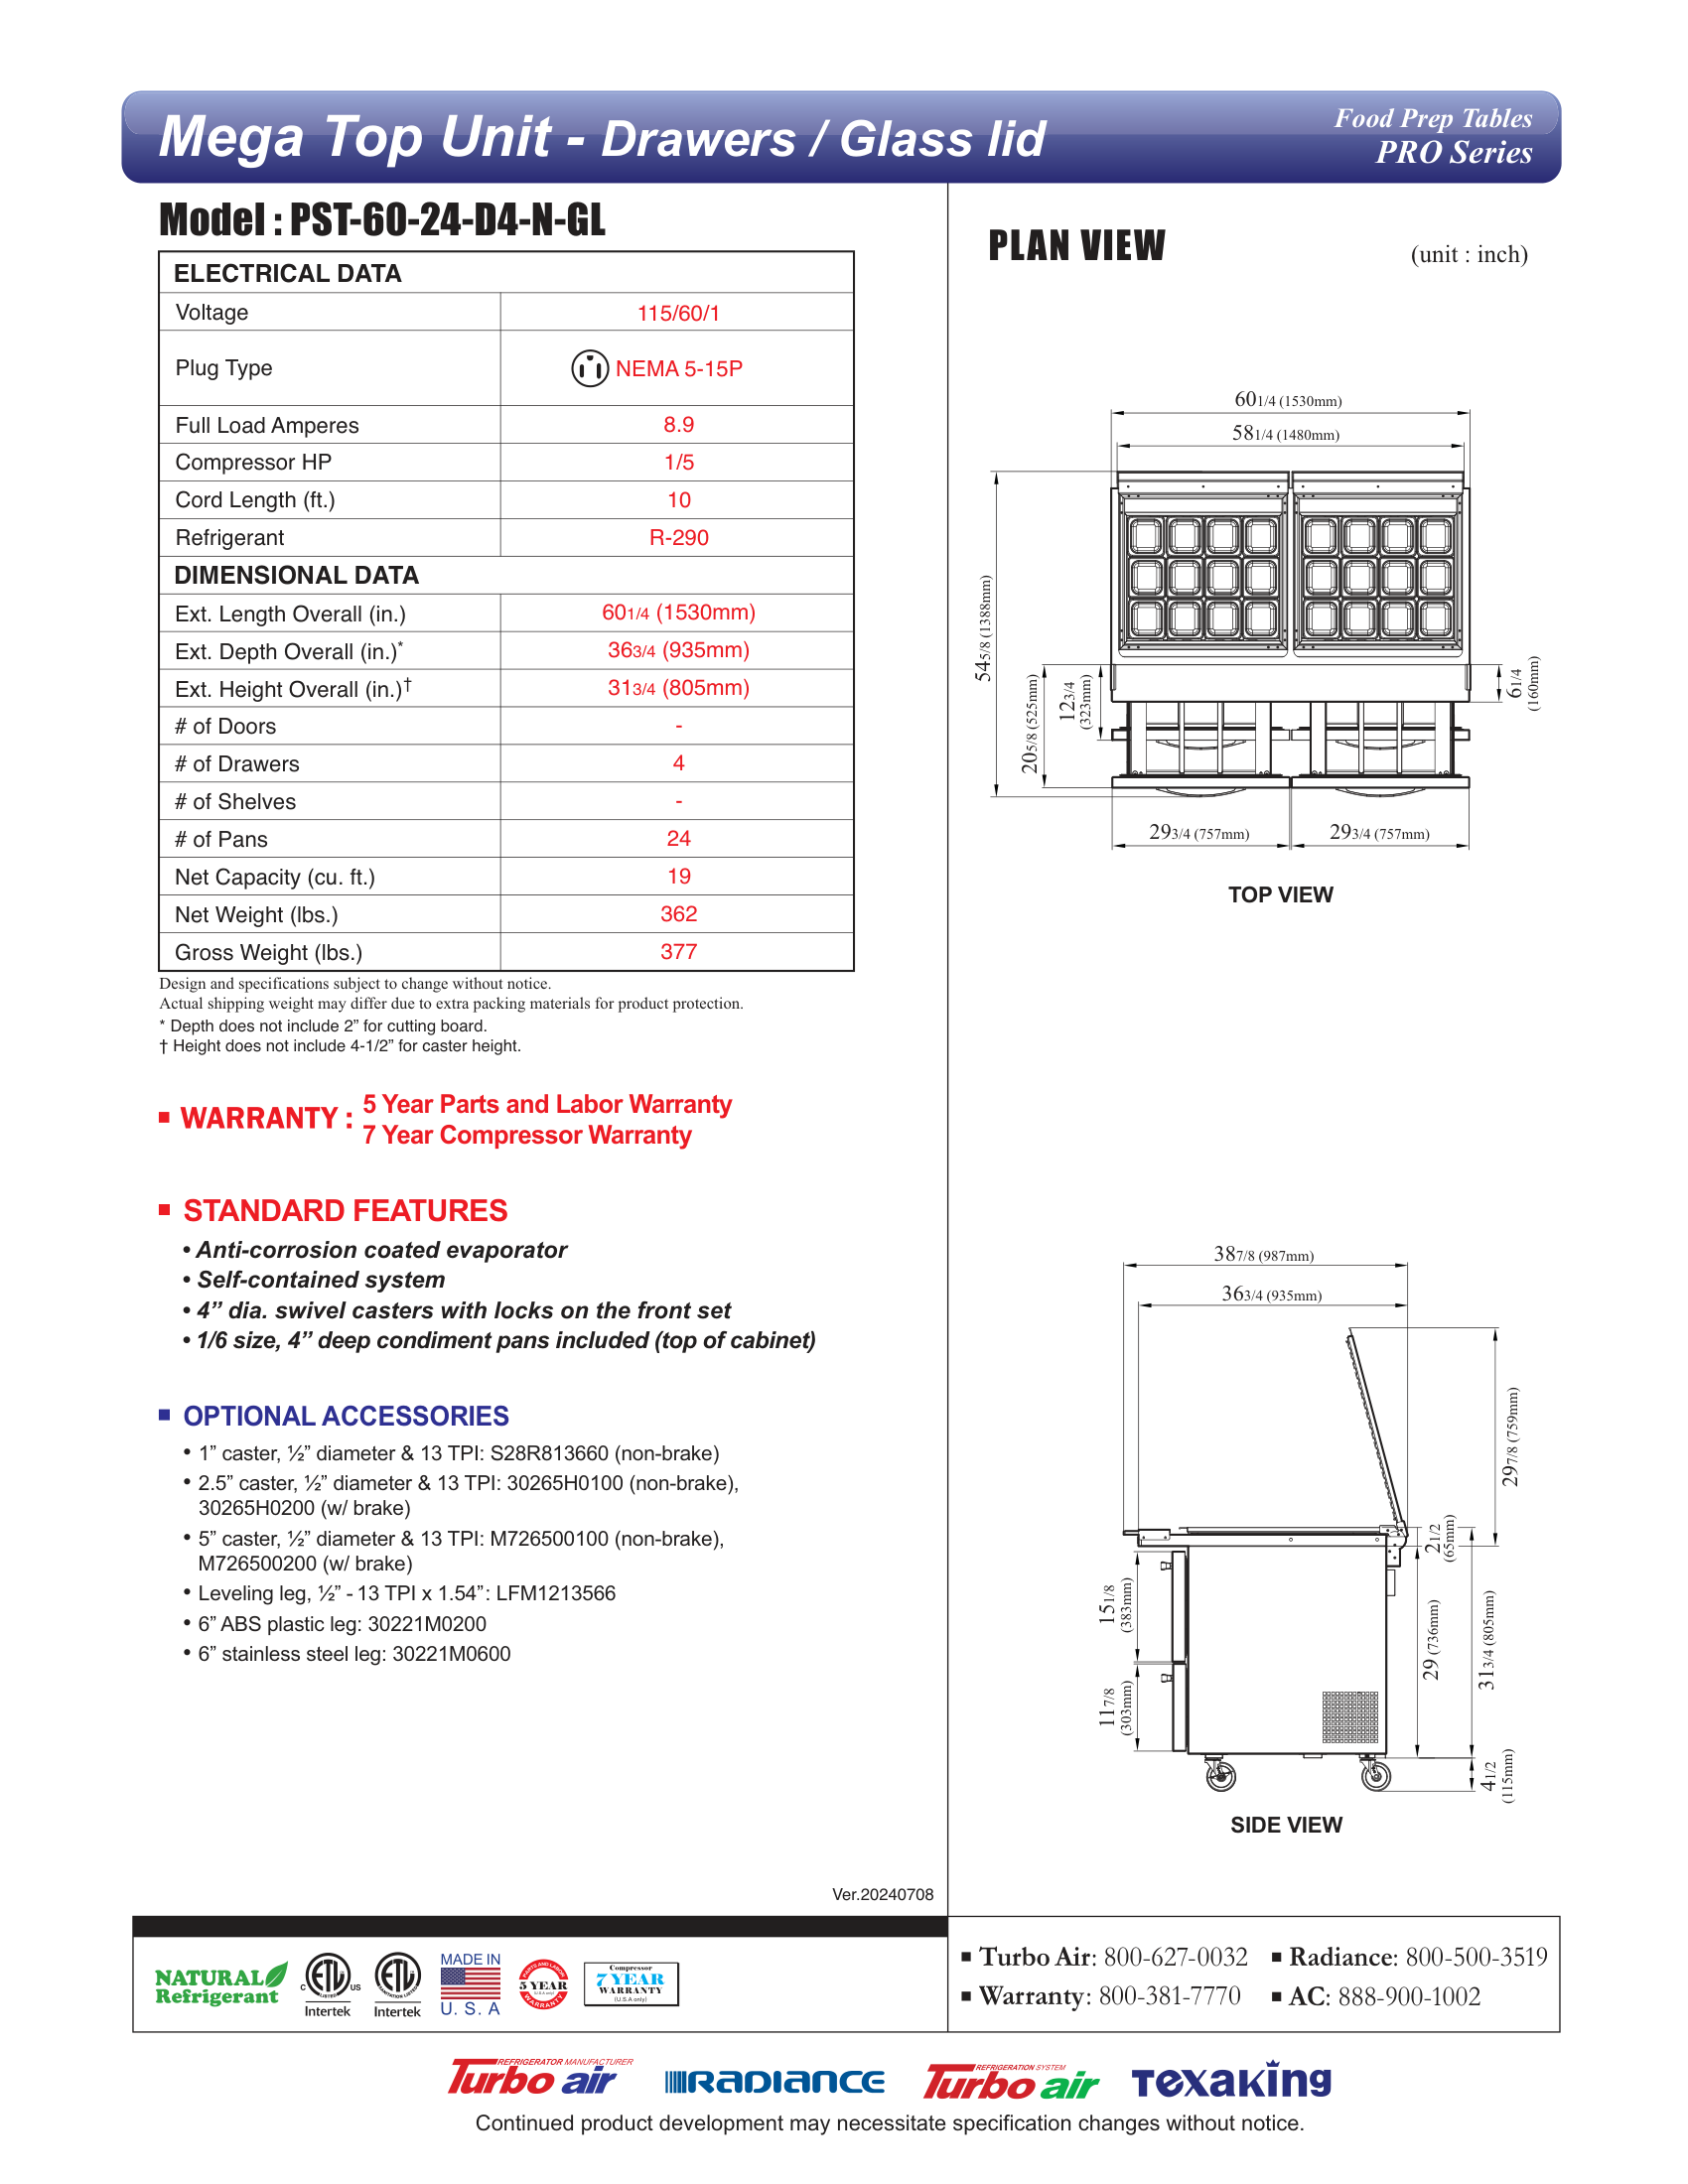 Mega Top Unit - Drawers / Glass lid
Food Prep Tables
PRO Series
Model : PST-60-24-D4-N-GL
ELECTRICAL DATA
Voltage 115/60/1
Plug Type NEMA 5-15P
Full Load Amperes 8.9
Compressor HP 1/5
Cord Length (ft.) 10
Refrigerant R-290
DIMENSIONAL DATA
Ext. Length Overall (in.) 60 1/4 (1530mm)
Ext. Depth Overall (in.)* 36 3/4 (935mm)
Ext. Height Overall (in.)† 31 3/4 (805mm)
# of Doors -
# of Drawers 4
# of Shelves -
# of Pans 24
Net Capacity (cu. ft.) 19
Net Weight (lbs.) 362
Gross Weight (lbs.) 377
Design and specifications subject to change without notice.
Actual shipping weight may differ due to extra packing materials for product protection.
* Depth does not include 2” for cutting board.
† Height does not include 4-1/2” for caster height.
WARRANTY : 5 Year Parts and Labor Warranty
7 Year Compressor Warranty
STANDARD FEATURES
• Anti-corrosion coated evaporator
• Self-contained system
• 4” dia. swivel casters with locks on the front set
• 1/6 size, 4” deep condiment pans included (top of cabinet)
OPTIONAL ACCESSORIES
• 1” caster, ½” diameter & 13 TPI: S28R813660 (non-brake)
• 2.5” caster, ½” diameter & 13 TPI: 30265H0100 (non-brake),
30265H0200 (w/ brake)
• 5” caster, ½” diameter & 13 TPI: M726500100 (non-brake),
M726500200 (w/ brake)
• Leveling leg, ½” - 13 TPI x 1.54”: LFM1213566
• 6” ABS plastic leg: 30221M0200
• 6” stainless steel leg: 30221M0600
Ver.20240708
PLAN VIEW (unit : inch)
60 1/4 (1530mm)
58 1/4 (1480mm)
54 5/8 (1388mm)
20 5/8 (525mm)
12 3/4
(323mm)
6 1/4
(160mm)
29 3/4 (757mm) 29 3/4 (757mm)
TOP VIEW
38 7/8 (987mm)
36 3/4 (935mm)
29 7/8 (759mm)
2 1/2
(65mm)
15 1/8
(383mm)
11 7/8
(303mm)
29 (736mm)
31 3/4 (805mm)
4 1/2
(115mm)
SIDE VIEW
NATURAL
Refrigerant
C ETL US
LISTED
Intertek
ETL
SANITATION LISTED
Intertek
MADE IN
U. S. A
PARTS AND LABOR
5 YEAR
(U.S.A only)
WARRANTY
Compressor
7 YEAR
WARRANTY
(U.S.A only)
Turbo Air: 800-627-0032 Radiance: 800-500-3519
Warranty: 800-381-7770 AC: 888-900-1002
REFRIGERATOR MANUFACTURER
Turbo air
RADIANCE
REFRIGERATION SYSTEM
Turbo air
TEXAKING
Continued product development may necessitate specification changes without notice.